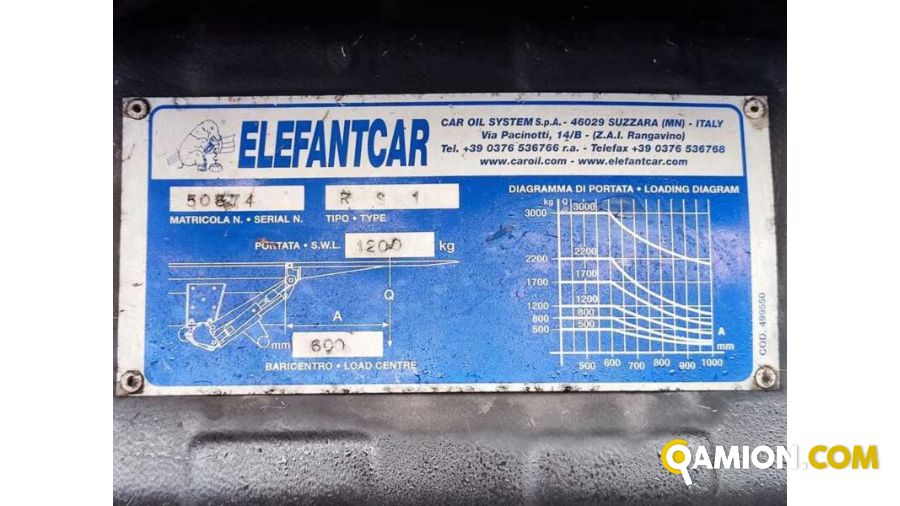 ELEFANTCAR
CAR OIL SYSTEM S.p.A. - 46029 SUZZARA (MN) - ITALY
Via Pacinotti, 14/B - (Z.A.I. Rangavino)
Tel. +39 0376 536766 r.a. - Telefax +39 0376 536768
www.caroil.com - www.elefantcar.com
50874 R S 1
MATRICOLA N. • SERIAL N. TIPO • TYPE
PORTATA • S.W.L. 1200 kg
Q
A
mm 600
BARICENTRO • LOAD CENTRE
DIAGRAMMA DI PORTATA • LOADING DIAGRAM
kg Q 3000
3000
2200 2200
1700 1700
1200 1200
800 800
500 500
A
mm
500 600 700 800 900 1000
COD. 499550
QAMION.COM